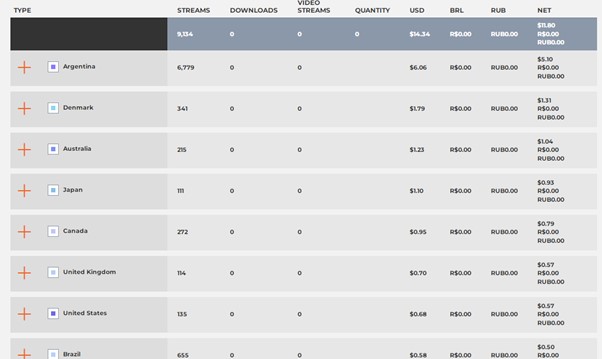 TYPE STREAMS DOWNLOADS VIDEO STREAMS QUANTITY USD BRL RUB NET
9,134 0 0 0 $14.34 R$0.00 RUB0.00 $11.80
R$0.00
RUB0.00
Argentina 6,779 0 0 $6.06 R$0.00 RUB0.00 $5.10
R$0.00
RUB0.00
Denmark 341 0 0 $1.79 R$0.00 RUB0.00 $1.31
R$0.00
RUB0.00
Australia 215 0 0 $1.23 R$0.00 RUB0.00 $1.04
R$0.00
RUB0.00
Japan 111 0 0 $1.10 R$0.00 RUB0.00 $0.93
R$0.00
RUB0.00
Canada 272 0 0 $0.95 R$0.00 RUB0.00 $0.79
R$0.00
RUB0.00
United Kingdom 114 0 0 $0.70 R$0.00 RUB0.00 $0.57
R$0.00
RUB0.00
United States 135 0 0 $0.68 R$0.00 RUB0.00 $0.57
R$0.00
RUB0.00
Brazil 655 0 0 $0.58 R$0.00 RUB0.00 $0.50
R$0.00